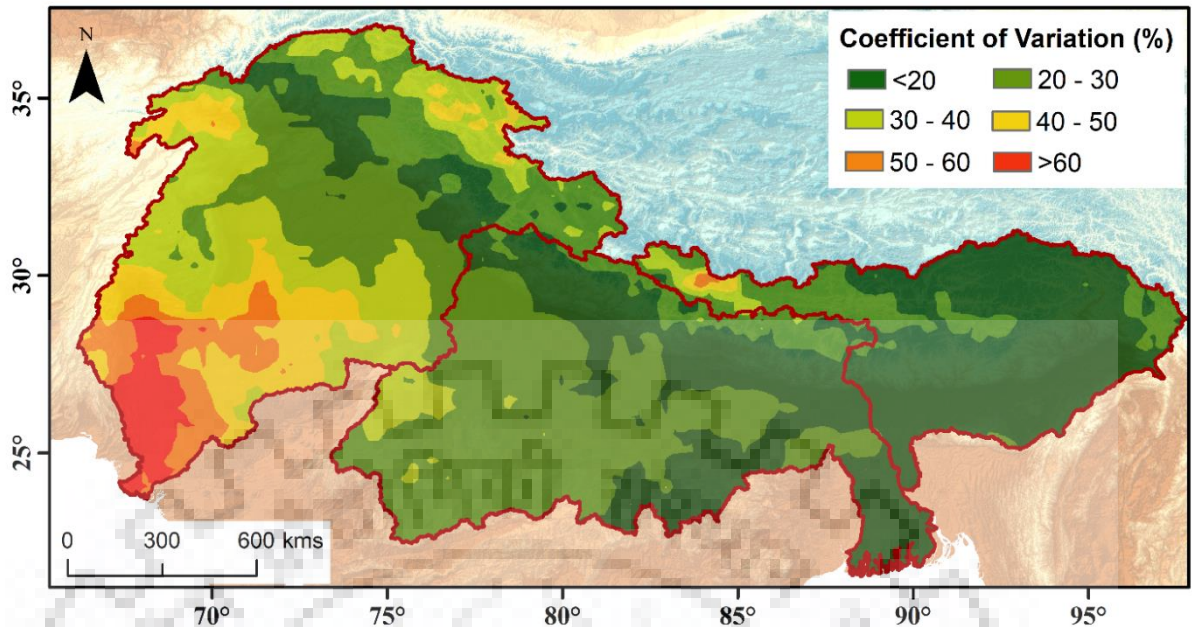 N
Coefficient of Variation (%)
<20 20 - 30
30 - 40 40 - 50
50 - 60 >60
35°
30°
25°
0 300 600 kms
70° 75° 80° 85° 90° 95°